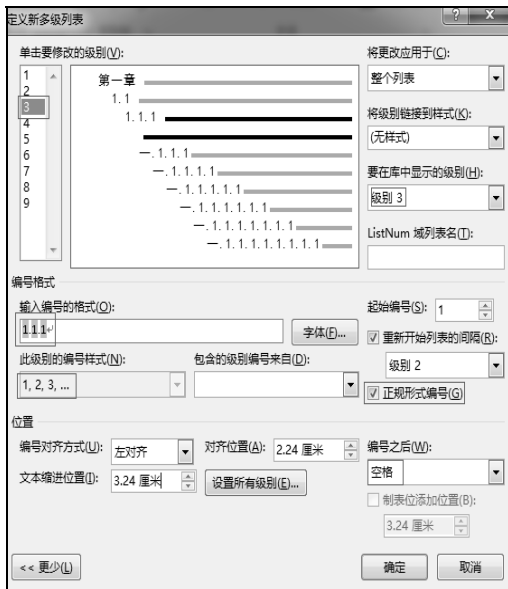 定义新多级列表
单击要修改的级别(V):
将更改应用于(C):
1
2
3
4
5
6
7
8
9
第一章
1.1
1.1.1
一.1.1.1
一.1.1.1.1
一.1.1.1.1.1
一.1.1.1.1.1.1
一.1.1.1.1.1.1.1
一.1.1.1.1.1.1.1.1
整个列表
将级别链接到样式(K):
(无样式)
要在库中显示的级别(H):
级别 3
ListNum 域列表名(T):
编号格式
输入编号的格式(O):
1.1.1
字体(F)...
起始编号(S): 1
重新开始列表的间隔(R):
级别 2
此级别的编号样式(N):
包含的级别编号来自(D):
1, 2, 3, ...
正规形式编号(G)
位置
编号对齐方式(U): 左对齐 对齐位置(A): 2.24 厘米
编号之后(W):
文本缩进位置(I): 3.24 厘米 设置所有级别(E)...
空格
制表位添加位置(B):
3.24 厘米
<< 更少(L)
确定
取消